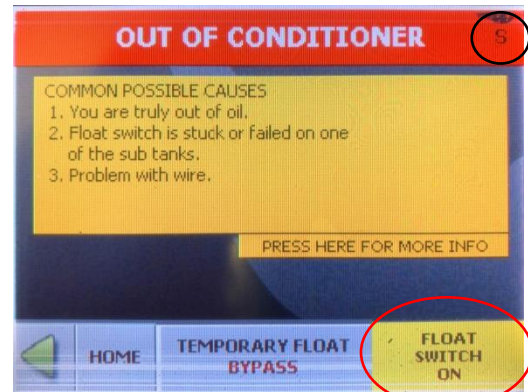 OUT OF CONDITIONER
S
COMMON POSSIBLE CAUSES
1. You are truly out of oil.
2. Float switch is stuck or failed on one
of the sub tanks.
3. Problem with wire.
PRESS HERE FOR MORE INFO
HOME
TEMPORARY FLOAT
BYPASS
FLOAT
SWITCH
ON